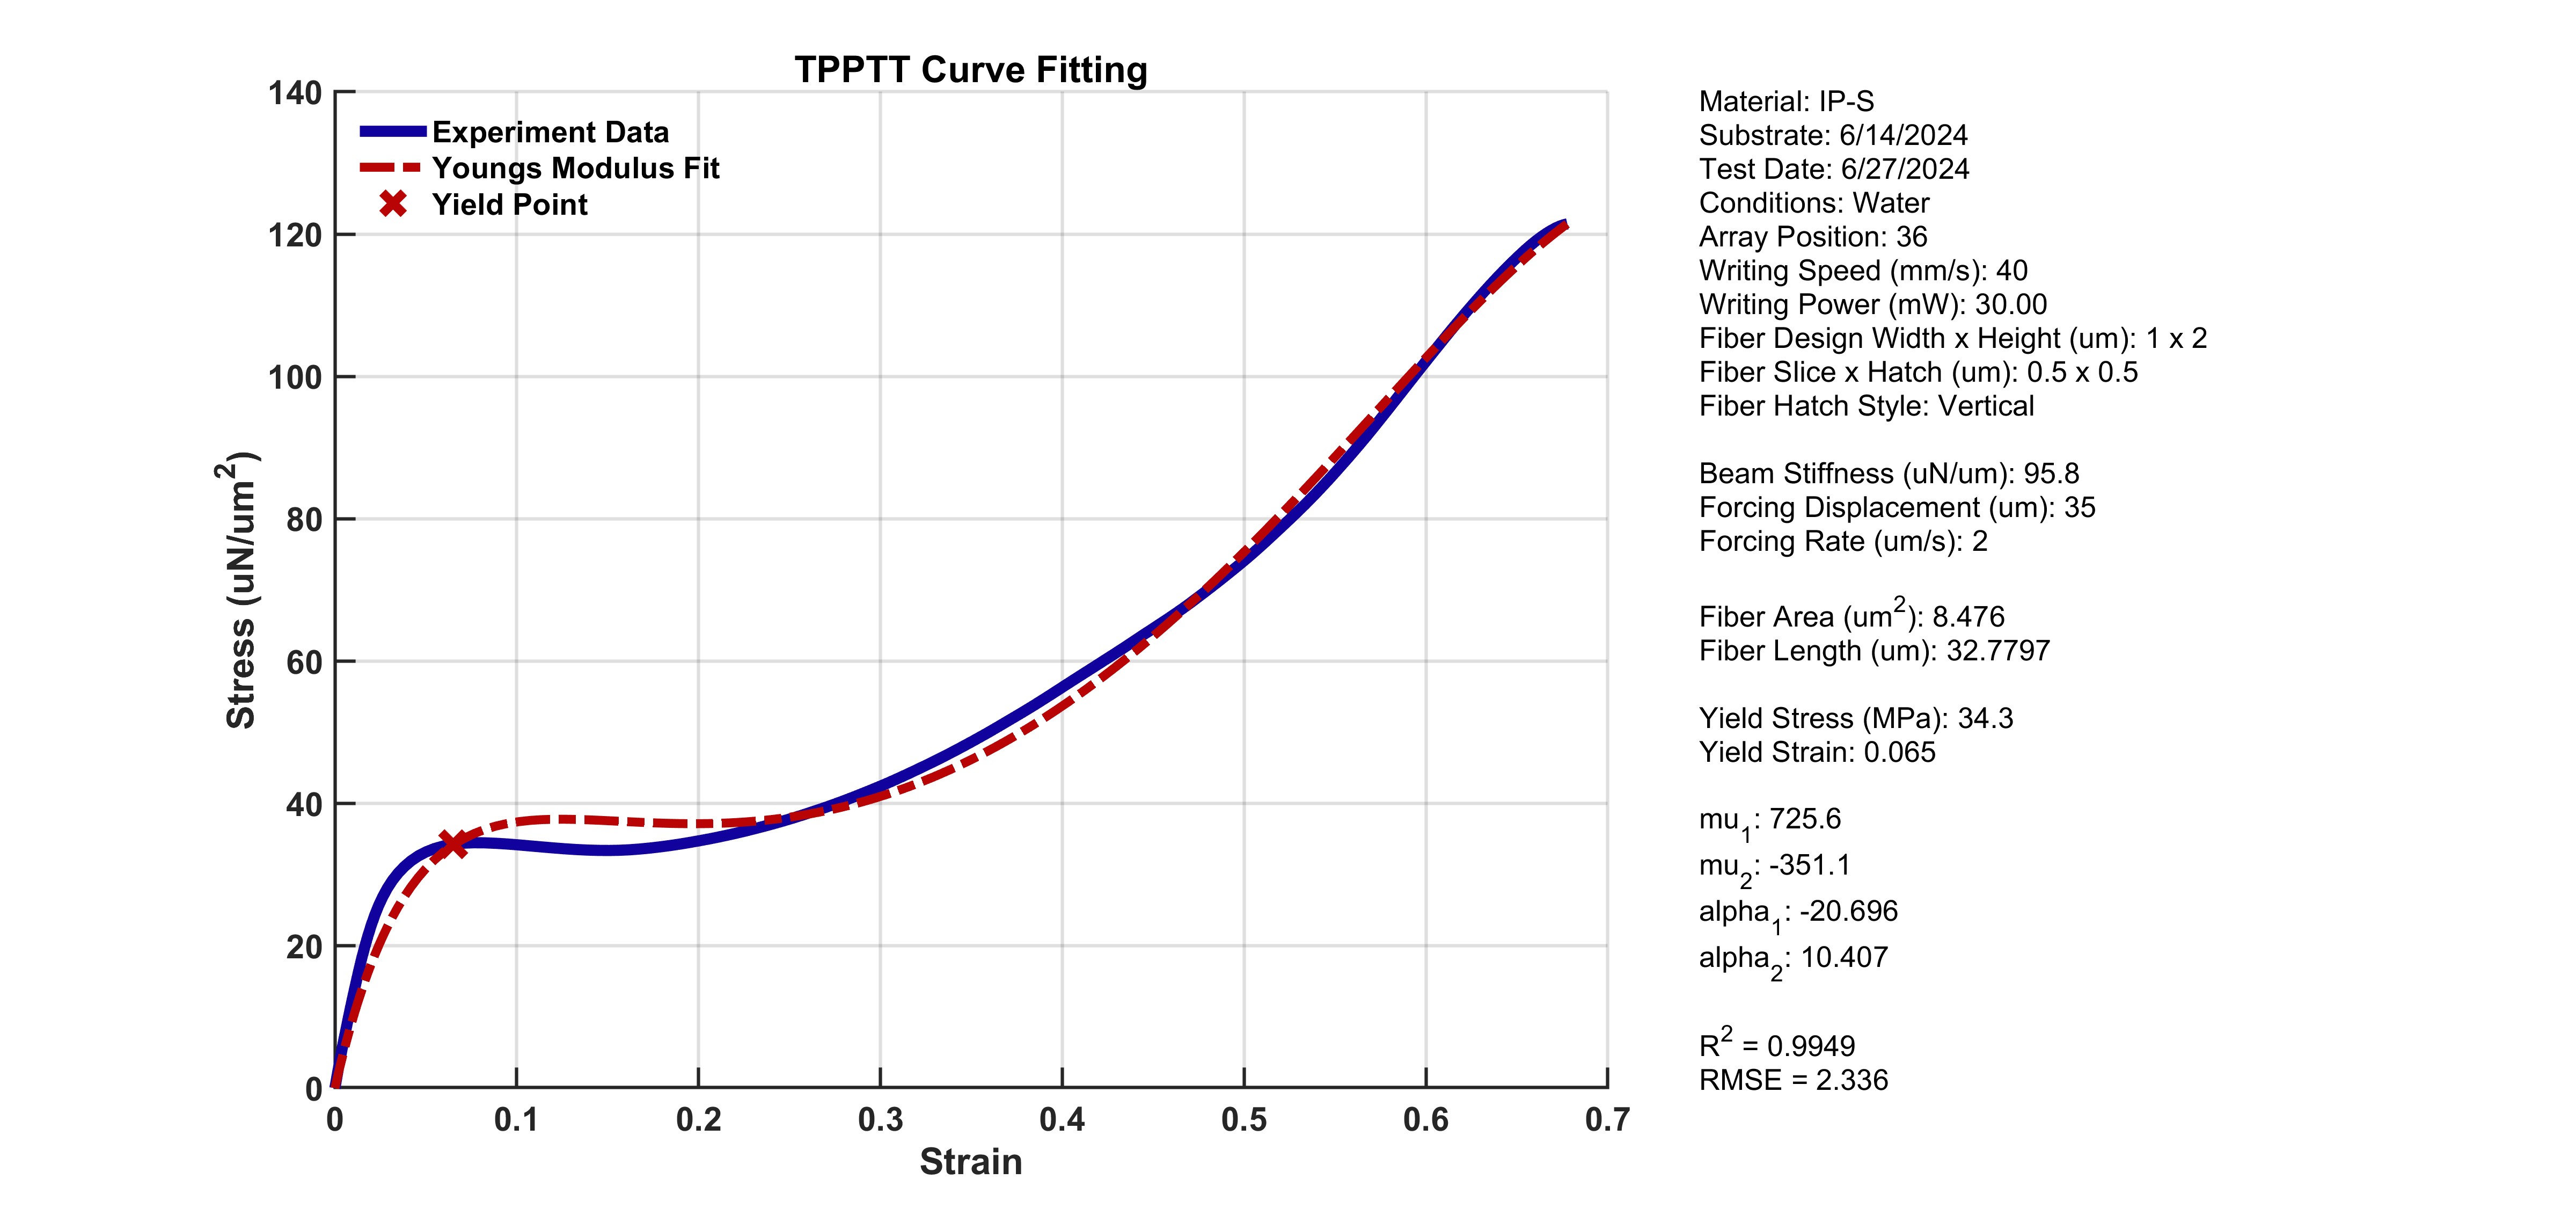 TPPTT Curve Fitting
140
120
100
80
60
40
20
0
Stress (uN/um²)
Experiment Data
Youngs Modulus Fit
Yield Point
0 0.1 0.2 0.3 0.4 0.5 0.6 0.7
Strain
Material: IP-S
Substrate: 6/14/2024
Test Date: 6/27/2024
Conditions: Water
Array Position: 36
Writing Speed (mm/s): 40
Writing Power (mW): 30.00
Fiber Design Width x Height (um): 1 x 2
Fiber Slice x Hatch (um): 0.5 x 0.5
Fiber Hatch Style: Vertical
Beam Stiffness (uN/um): 95.8
Forcing Displacement (um): 35
Forcing Rate (um/s): 2
Fiber Area (um²): 8.476
Fiber Length (um): 32.7797
Yield Stress (MPa): 34.3
Yield Strain: 0.065
mu₁: 725.6
mu₂: -351.1
alpha₁: -20.696
alpha₂: 10.407
R² = 0.9949
RMSE = 2.336